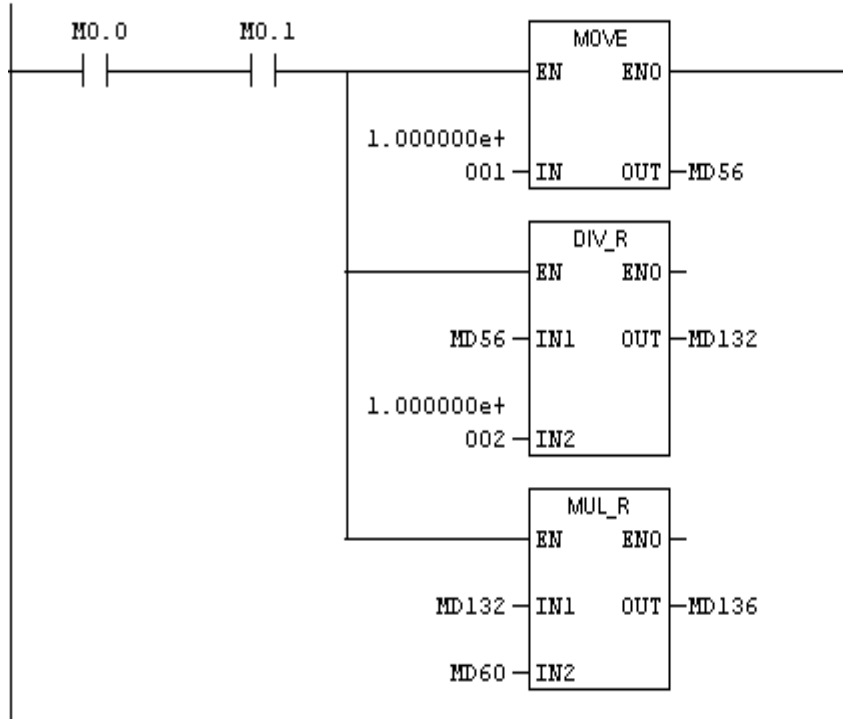 M0.0 M0.1
MOVE
EN ENO
1.000000e+
001 IN OUT MD56
DIV_R
EN ENO
MD56 IN1 OUT MD132
1.000000e+
002 IN2
MUL_R
EN ENO
MD132 IN1 OUT MD136
MD60 IN2